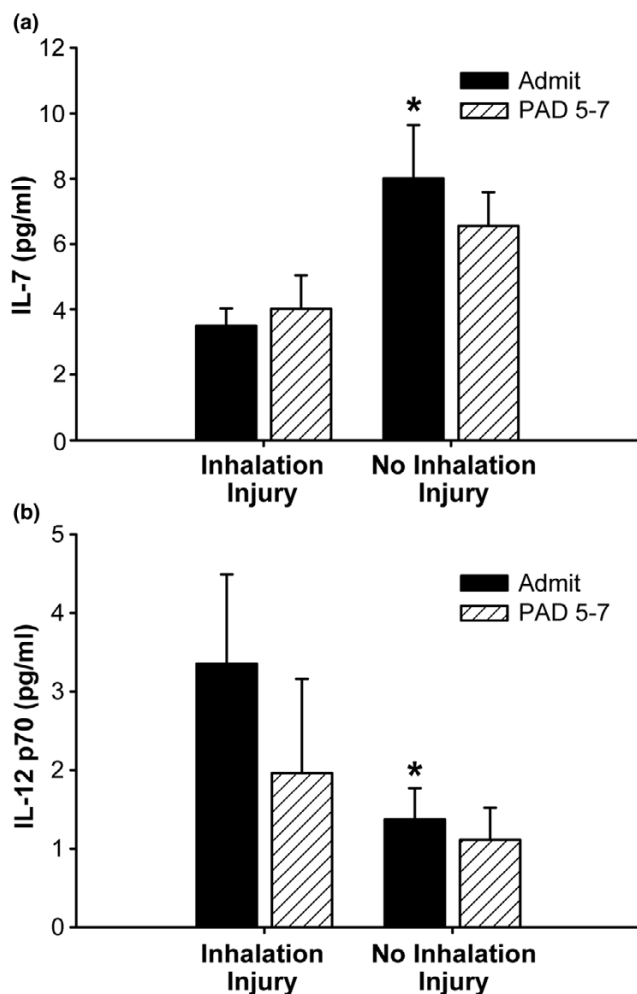 (a)
12
10
8
6
4
2
0
IL-7 (pg/ml)
Admit
PAD 5-7
*
Inhalation
Injury
No Inhalation
Injury
(b)
5
4
3
2
1
0
IL-12 p70 (pg/ml)
Admit
PAD 5-7
*
Inhalation
Injury
No Inhalation
Injury